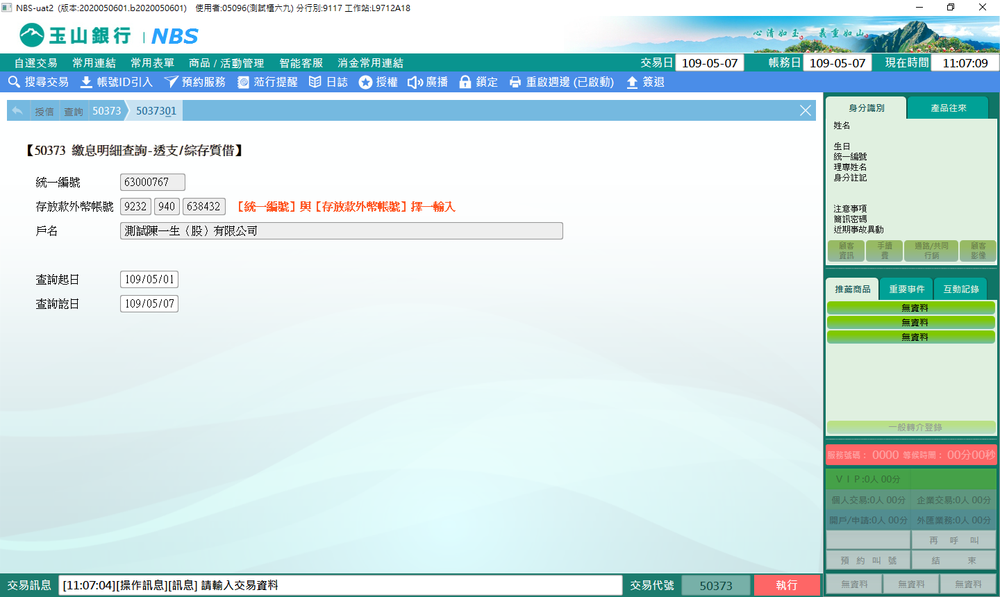 NBS-uat2 (版本:2020050601.b2020050601) 使用者:05096(測試櫃六九) 分行別:9117 工作站:L9712A18
玉山銀行 | NBS
心清如玉。義重如山。
自選交易 常用連結 常用表單 商品 / 活動管理 智能客服 消金常用連結 交易日 109-05-07 帳務日 109-05-07 現在時間 11:07:09
搜尋交易 帳號ID引入 預約服務 蒞行提醒 日誌 授權 廣播 鎖定 重啟週邊 (已啟動) 簽退
授信 查詢 50373 5037301
【50373 繳息明細查詢-透支/綜存質借】
統一編號 63000767
存放款外幣帳號 9232 940 638432 【統一編號】與【存放款外幣帳號】擇一輸入
戶名 測試陳一生（股）有限公司
查詢起日 109/05/01
查詢訖日 109/05/07
身分識別 產品往來
姓名
生日
統一編號
理專姓名
身分註記
注意事項
簡訊密碼
近期事故異動
顧客資訊 手續費 通路/共同行銷 顧客影像
推薦商品 重要事件 互動記錄
無資料
無資料
無資料
一般轉介登錄
服務號碼： 0000 等候時間： 00分00秒
ＶＩＰ:0人 00分
個人交易:0人 00分 企業交易:0人 00分
開戶/申請:0人 00分 外匯業務:0人 00分
再 呼 叫
預 約 叫 號 結 束
無資料 無資料 無資料
交易訊息 [11:07:04][操作訊息][訊息] 請輸入交易資料 交易代號 50373 執行